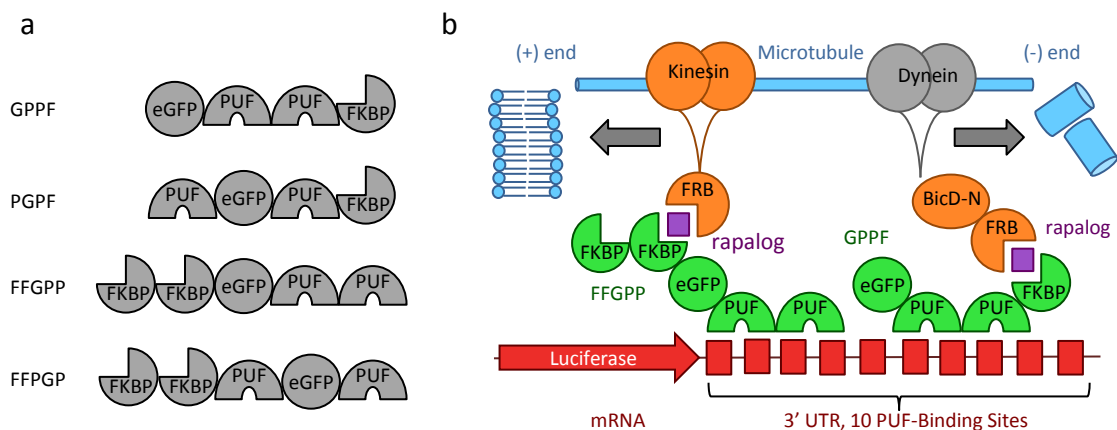 a
GPPF
eGFP PUF PUF FKBP
PGPF
PUF eGFP PUF FKBP
FFGPP
FKBP FKBP eGFP PUF PUF
FFPGP
FKBP FKBP PUF eGFP PUF
b
(+) end Kinesin Microtubule Dynein (-) end
FRB BicD-N FRB
rapalog rapalog
FKBP FKBP GPPF
FFGPP eGFP eGFP FKBP
PUF PUF PUF PUF
Luciferase
mRNA 3’ UTR, 10 PUF-Binding Sites